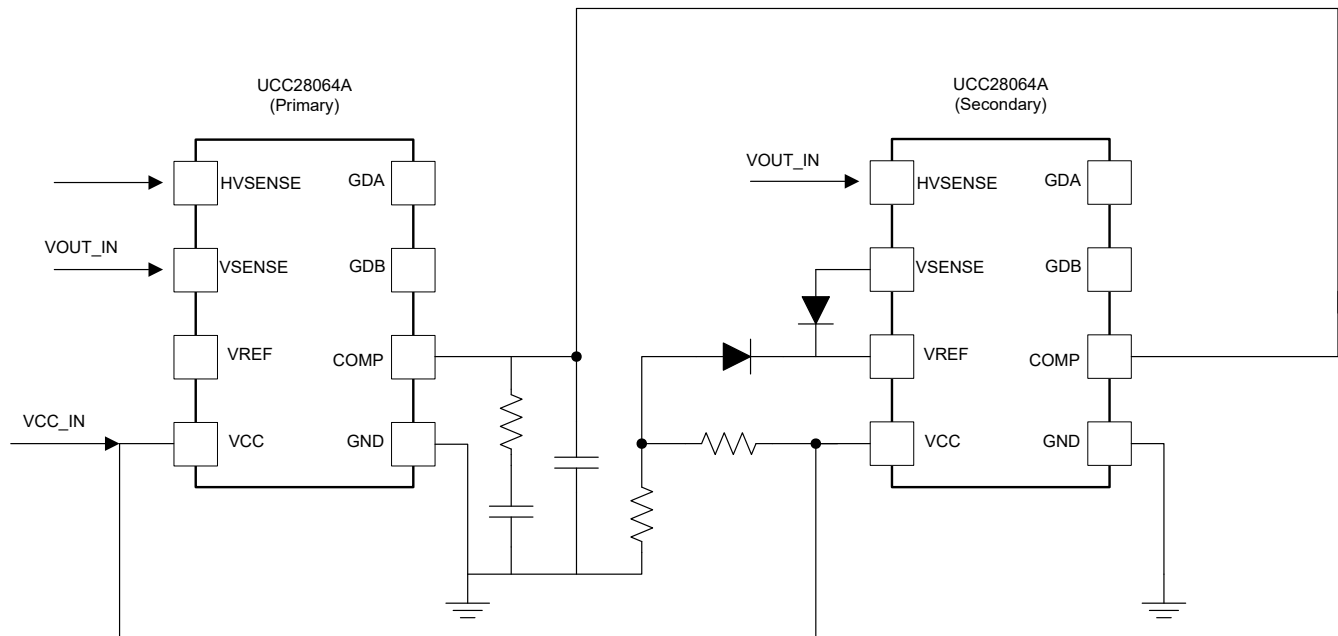 UCC28064A
(Primary)
HVSENSE
GDA
VOUT_IN
VSENSE
GDB
VREF
COMP
VCC_IN
VCC
GND
UCC28064A
(Secondary)
VOUT_IN
HVSENSE
GDA
VSENSE
GDB
VREF
COMP
VCC
GND